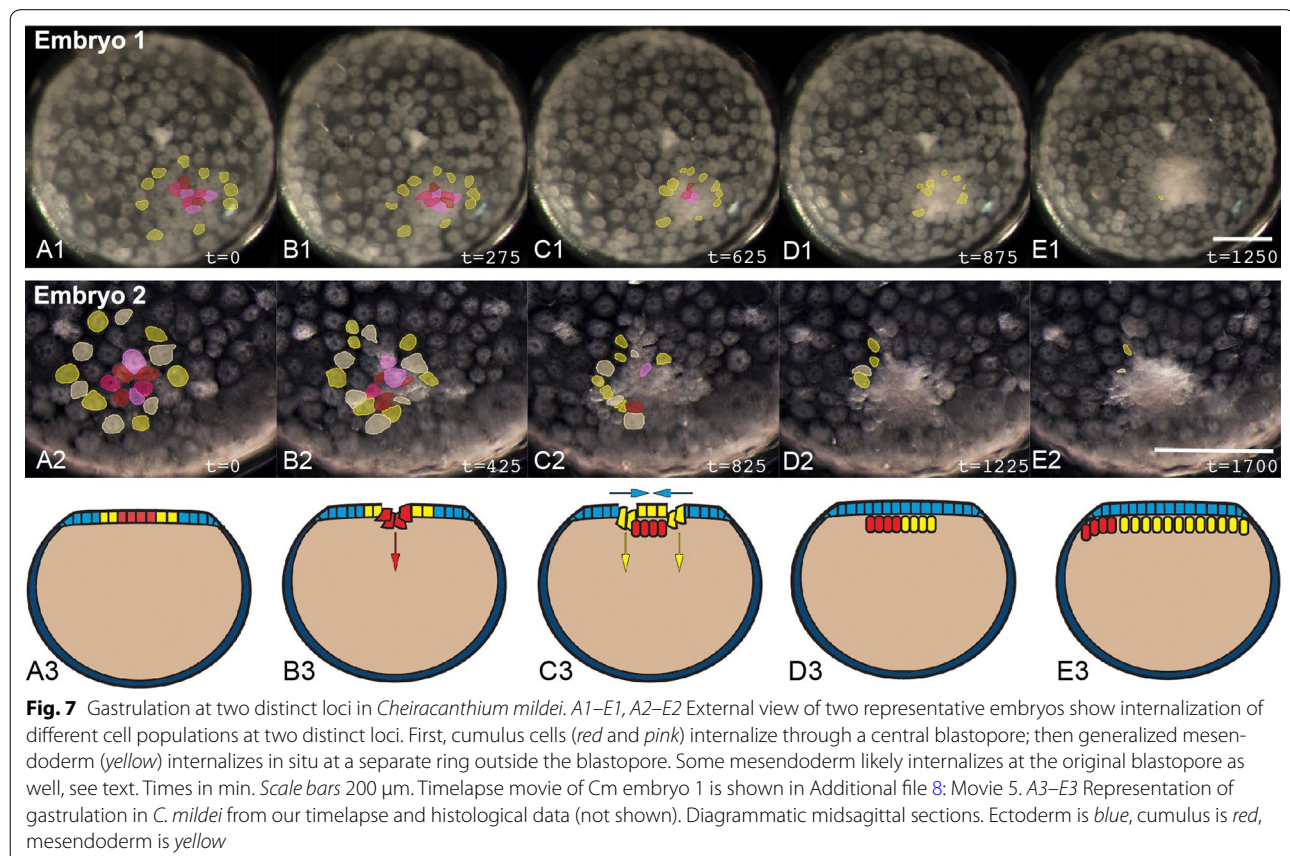 Embryo 1
A1 t=0 B1 t=275 C1 t=625 D1 t=875 E1 t=1250
Embryo 2
A2 t=0 B2 t=425 C2 t=825 D2 t=1225 E2 t=1700
A3 B3 C3 D3 E3
Fig. 7 Gastrulation at two distinct loci in Cheiracanthium mildei. A1–E1, A2–E2 External view of two representative embryos show internalization of
different cell populations at two distinct loci. First, cumulus cells (red and pink) internalize through a central blastopore; then generalized mesen-
doderm (yellow) internalizes in situ at a separate ring outside the blastopore. Some mesendoderm likely internalizes at the original blastopore as
well, see text. Times in min. Scale bars 200 µm. Timelapse movie of Cm embryo 1 is shown in Additional file 8: Movie 5. A3–E3 Representation of
gastrulation in C. mildei from our timelapse and histological data (not shown). Diagrammatic midsagittal sections. Ectoderm is blue, cumulus is red,
mesendoderm is yellow